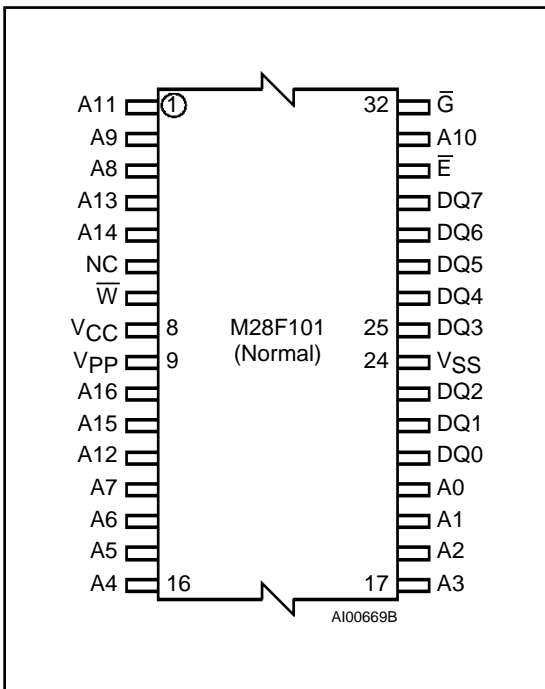 A11 1 32 G̅
A9 A10
A8 E̅
A13 DQ7
A14 DQ6
NC DQ5
W̅ DQ4
VCC 8 M28F101 25 DQ3
VPP 9 (Normal) 24 VSS
A16 DQ2
A15 DQ1
A12 DQ0
A7 A0
A6 A1
A5 A2
A4 16 17 A3
AI00669B